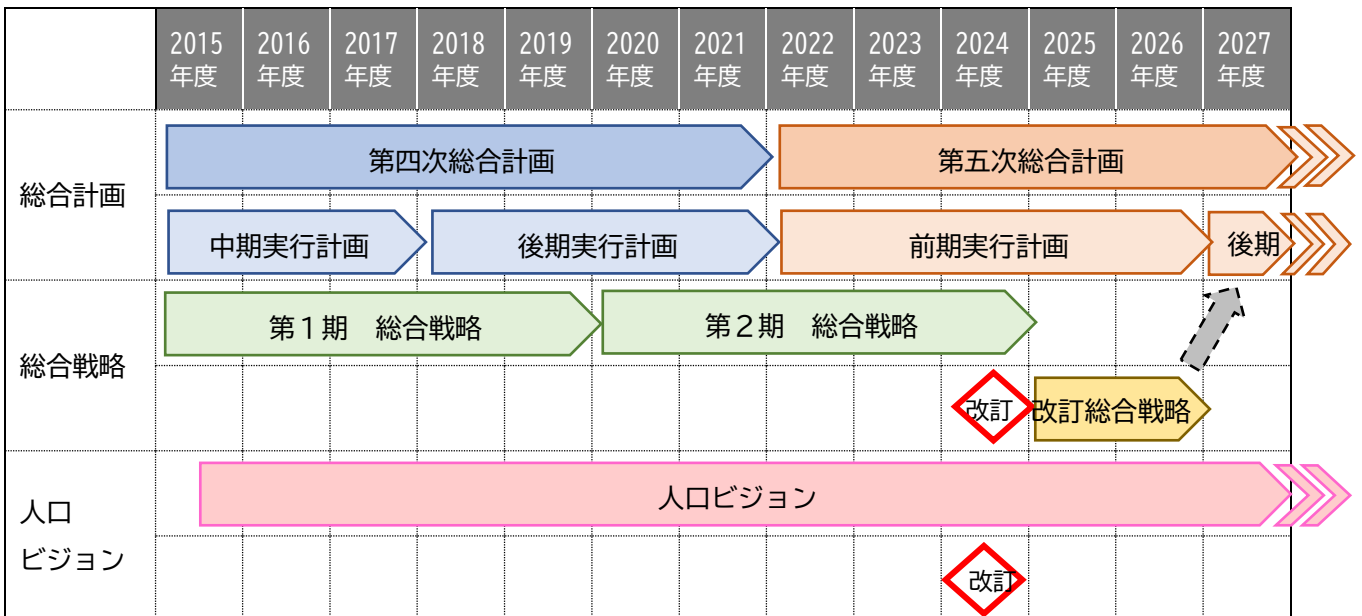 2015 2016 2017 2018 2019 2020 2021 2022 2023 2024 2025 2026 2027
年度 年度 年度 年度 年度 年度 年度 年度 年度 年度 年度 年度 年度
総合計画
第四次総合計画 第五次総合計画
中期実行計画 後期実行計画 前期実行計画 後期
総合戦略
第１期　総合戦略 第２期　総合戦略
改訂 改訂総合戦略
人口
ビジョン
人口ビジョン
改訂